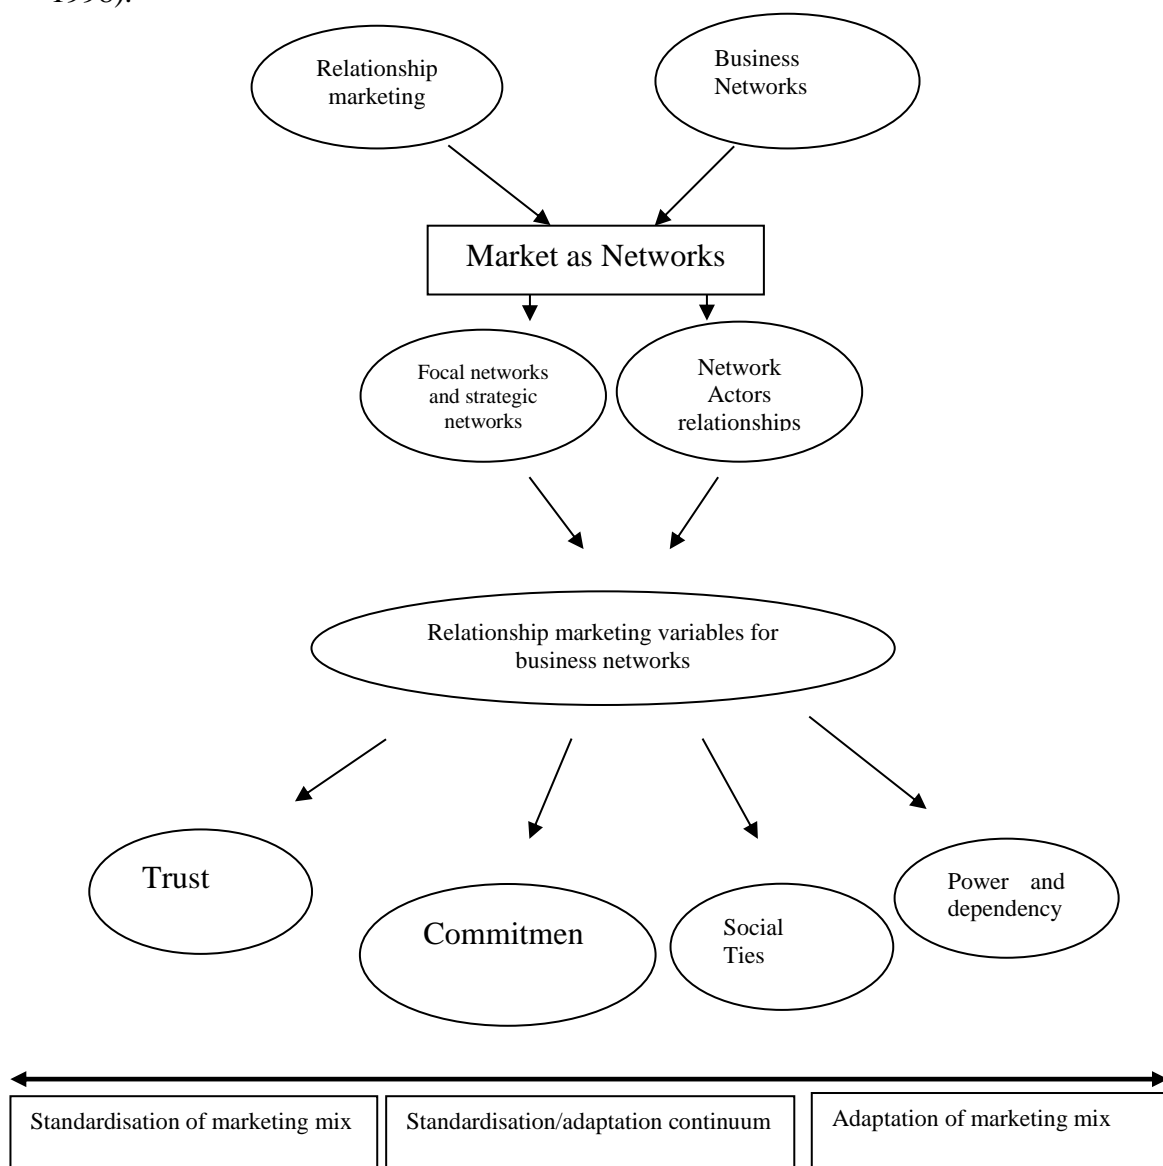 1998).
Relationship
marketing
Business
Networks
Market as Networks
Focal networks
and strategic
networks
Network
Actors
relationships
Relationship marketing variables for
business networks
Trust
Commitmen
Social
Ties
Power and
dependency
Standardisation of marketing mix
Standardisation/adaptation continuum
Adaptation of marketing mix